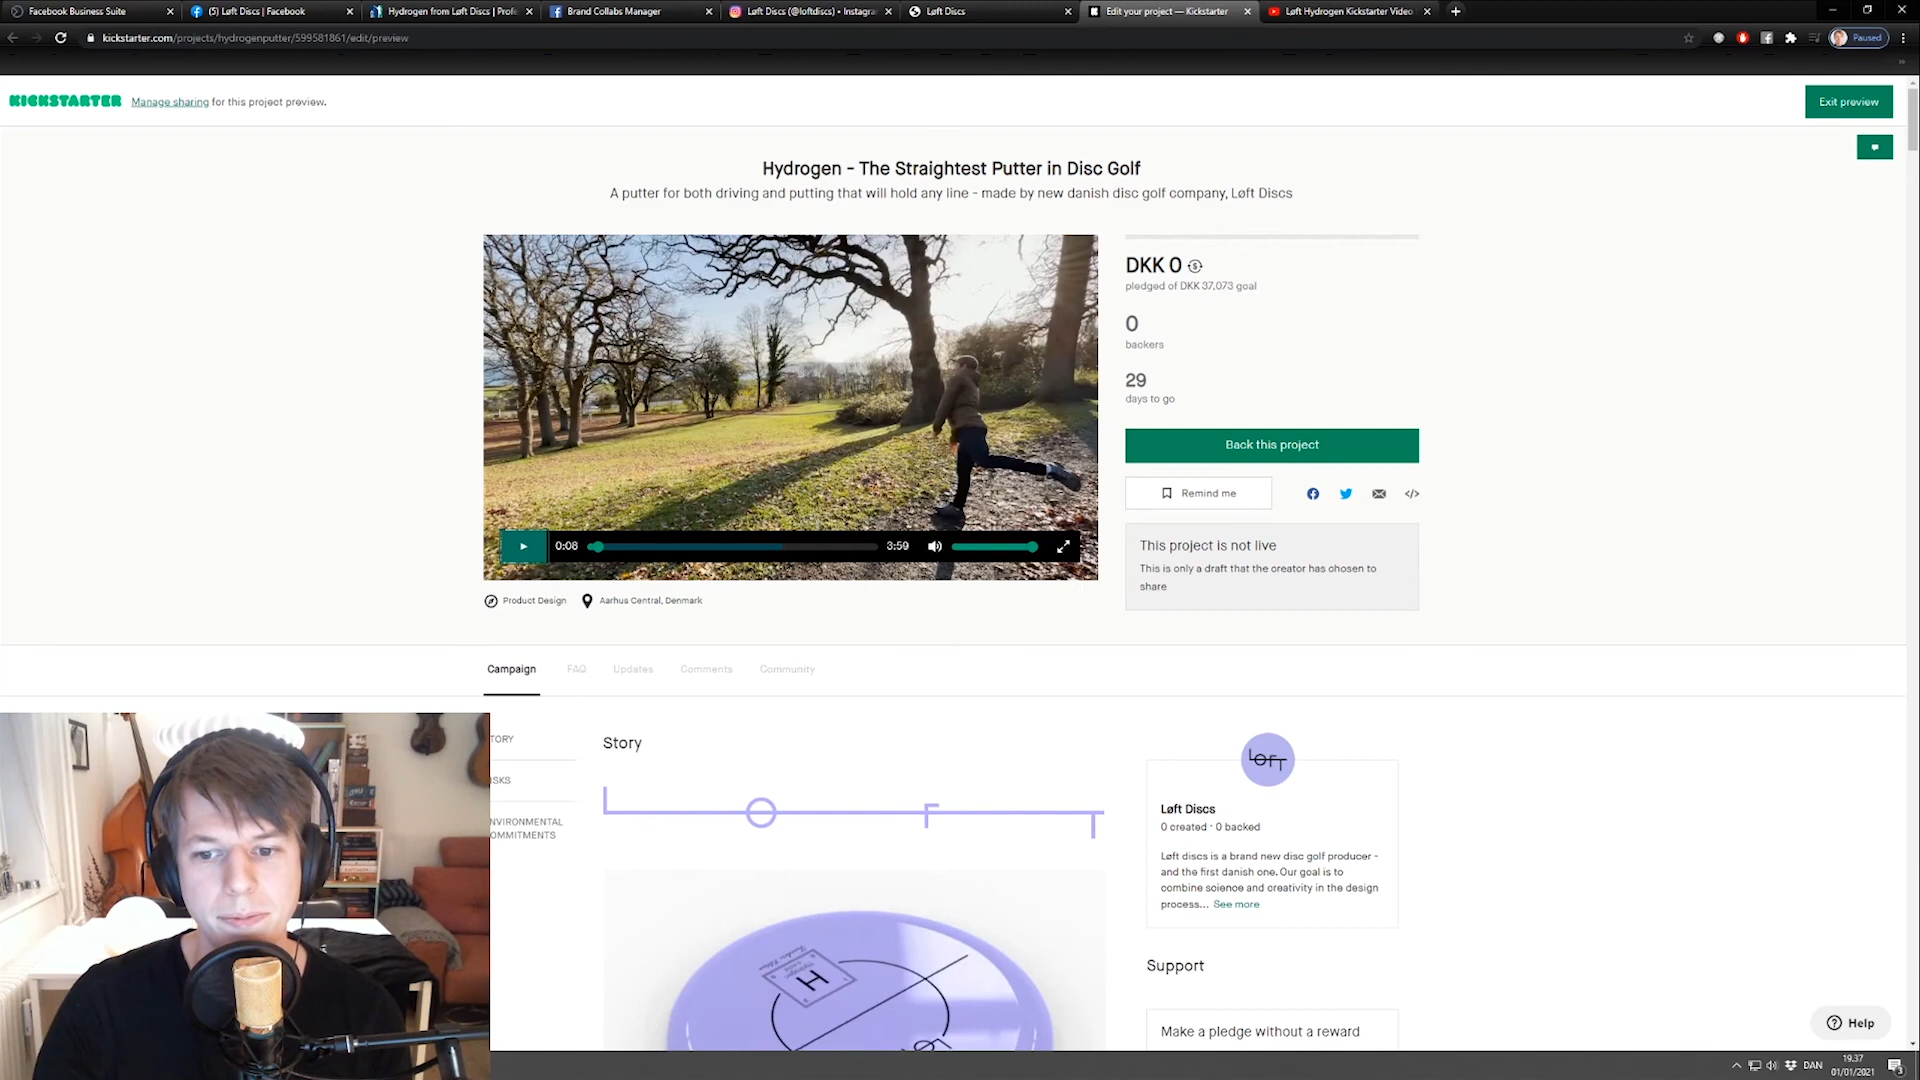 Facebook Business Suite
(5) Løft Discs | Facebook
Hydrogen from Løft Discs | Profe
Brand Collabs Manager
Løft Discs (@loftdiscs) • Instagra
Løft Discs
Edit your project — Kickstarter
Løft Hydrogen Kickstarter Video
kickstarter.com/projects/hydrogenputter/599581861/edit/preview
Paused
KICKSTARTER
Manage sharing for this project preview.
Exit preview
Hydrogen - The Straightest Putter in Disc Golf
A putter for both driving and putting that will hold any line - made by new danish disc golf company, Løft Discs
DKK 0
pledged of DKK 37,073 goal
0
backers
29
days to go
Back this project
Remind me
This project is not live
This is only a draft that the creator has chosen to
share
0:08
3:59
Product Design
Aarhus Central, Denmark
Campaign
FAQ
Updates
Comments
Community
TORY
ISKS
NVIRONMENTAL
OMMITMENTS
Story
LOFT
H
LOFT
Løft Discs
0 created · 0 backed
Løft discs is a brand new disc golf producer -
and the first danish one. Our goal is to
combine science and creativity in the design
process... See more
Support
Make a pledge without a reward
Help
DAN
19.37
01/01/2021
3